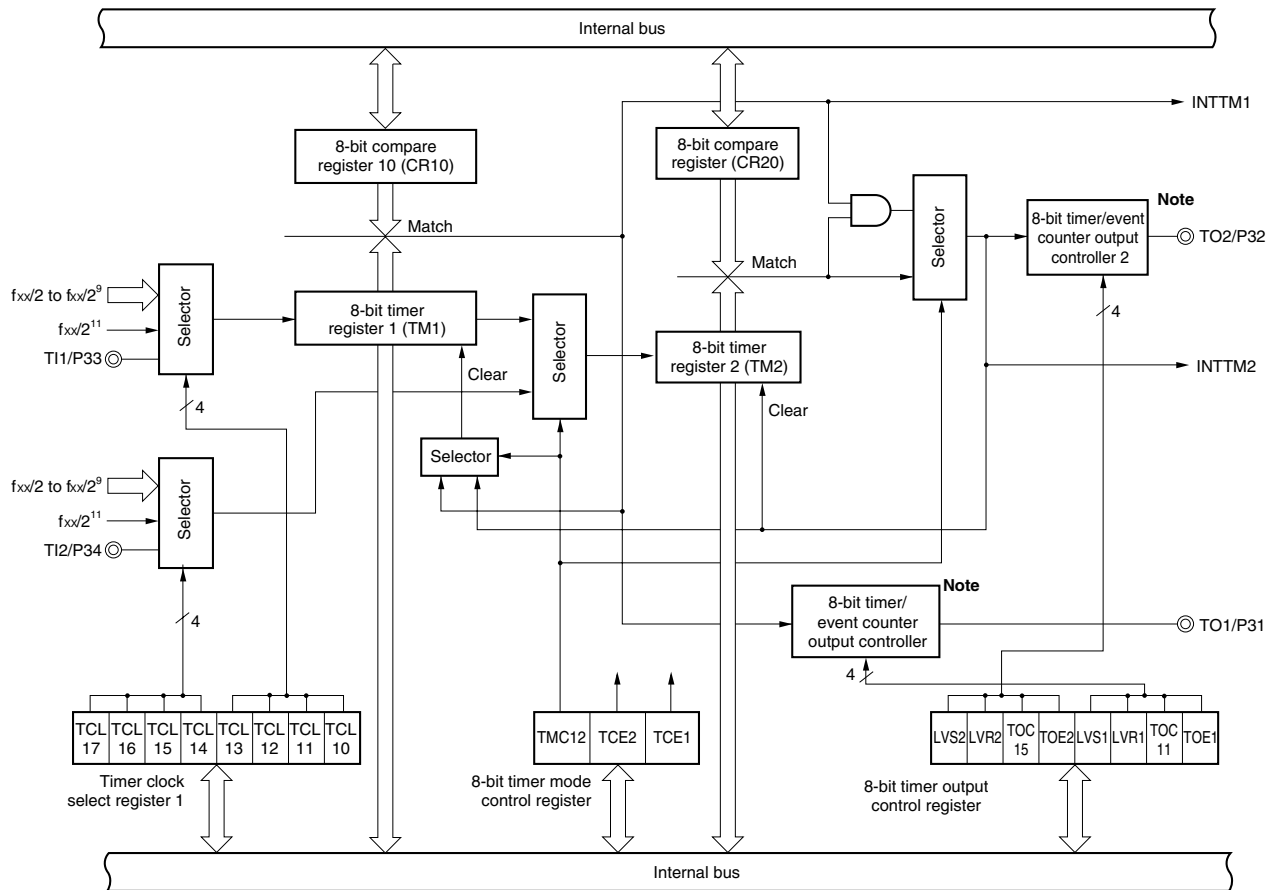 Internal bus
INTTM1
8-bit compare
register 10 (CR10)
8-bit compare
register (CR20)
Match
Selector
Note
8-bit timer/event
counter output
controller 2
TO2/P32
Match
fxx/2 to fxx/2⁹
fxx/2¹¹
TI1/P33
Selector
8-bit timer
register 1 (TM1)
Selector
8-bit timer
register 2 (TM2)
4
INTTM2
Clear
Clear
4
Selector
fxx/2 to fxx/2⁹
fxx/2¹¹
TI2/P34
Selector
4
Note
8-bit timer/
event counter
output controller
TO1/P31
4
TCL 17
TCL 16
TCL 15
TCL 14
TCL 13
TCL 12
TCL 11
TCL 10
Timer clock
select register 1
TMC12
TCE2
TCE1
8-bit timer mode
control register
LVS2
LVR2
TOC 15
TOE2
LVS1
LVR1
TOC 11
TOE1
8-bit timer output
control register
Internal bus